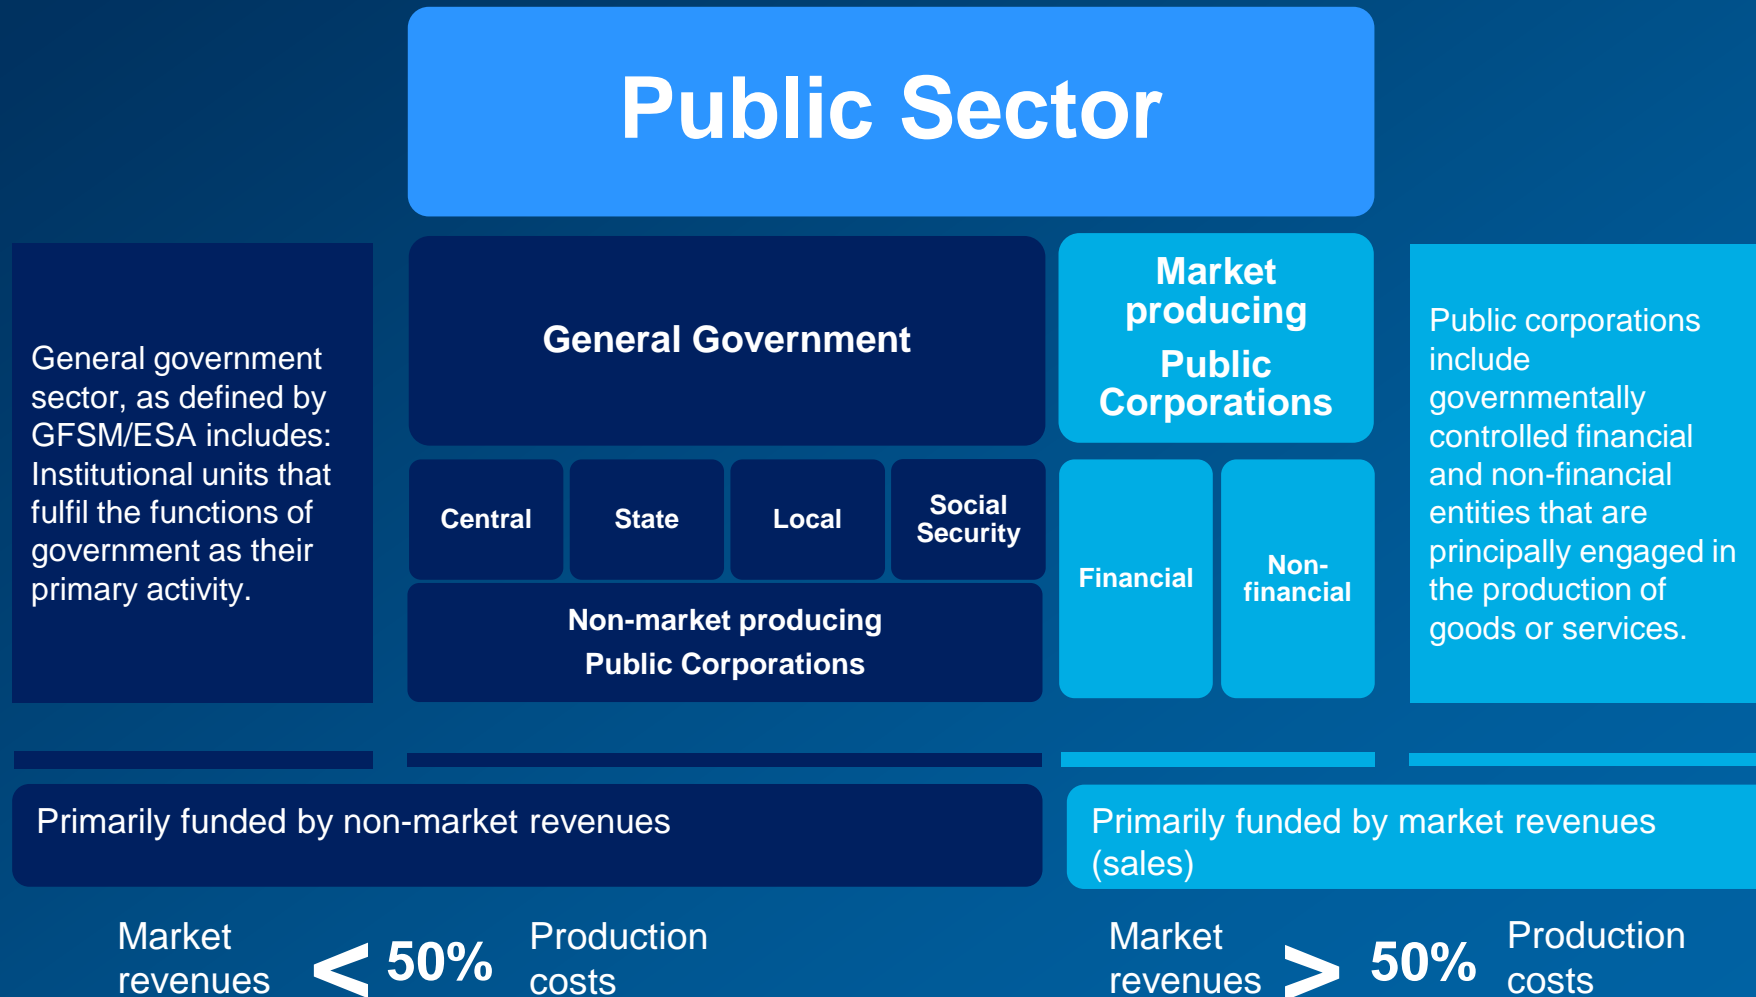 Public Sector
General government
sector, as defined by
GFSM/ESA includes:
Institutional units that
fulfil the functions of
government as their
primary activity.
General Government
Market
producing
Public
Corporations
Central
State
Local
Social
Security
Non-market producing
Public Corporations
Financial
Non-
financial
Public corporations
include
governmentally
controlled financial
and non-financial
entities that are
principally engaged in
the production of
goods or services.
Primarily funded by non-market revenues
Primarily funded by market revenues
(sales)
Market
revenues
< 50%
Production
costs
Market
revenues
> 50%
Production
costs